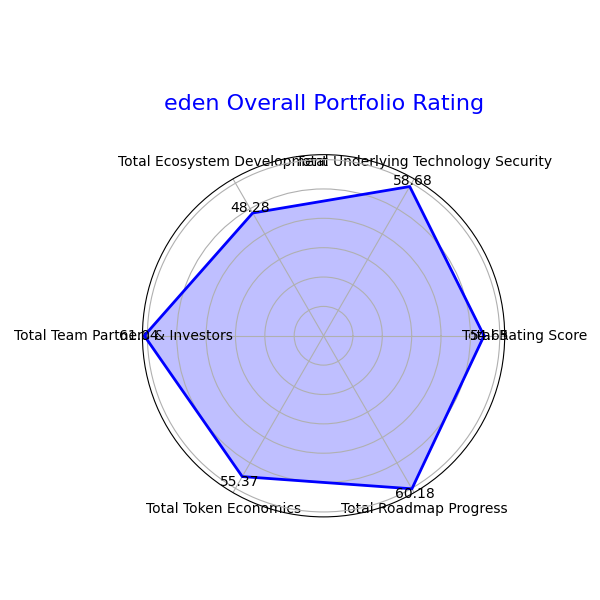 eden Overall Portfolio Rating
Total Ecosystem Development
Total Underlying Technology Security
58.68
48.28
Total Team Partners & Investors
Total Rating Score
55.37
60.18
Total Token Economics
Total Roadmap Progress